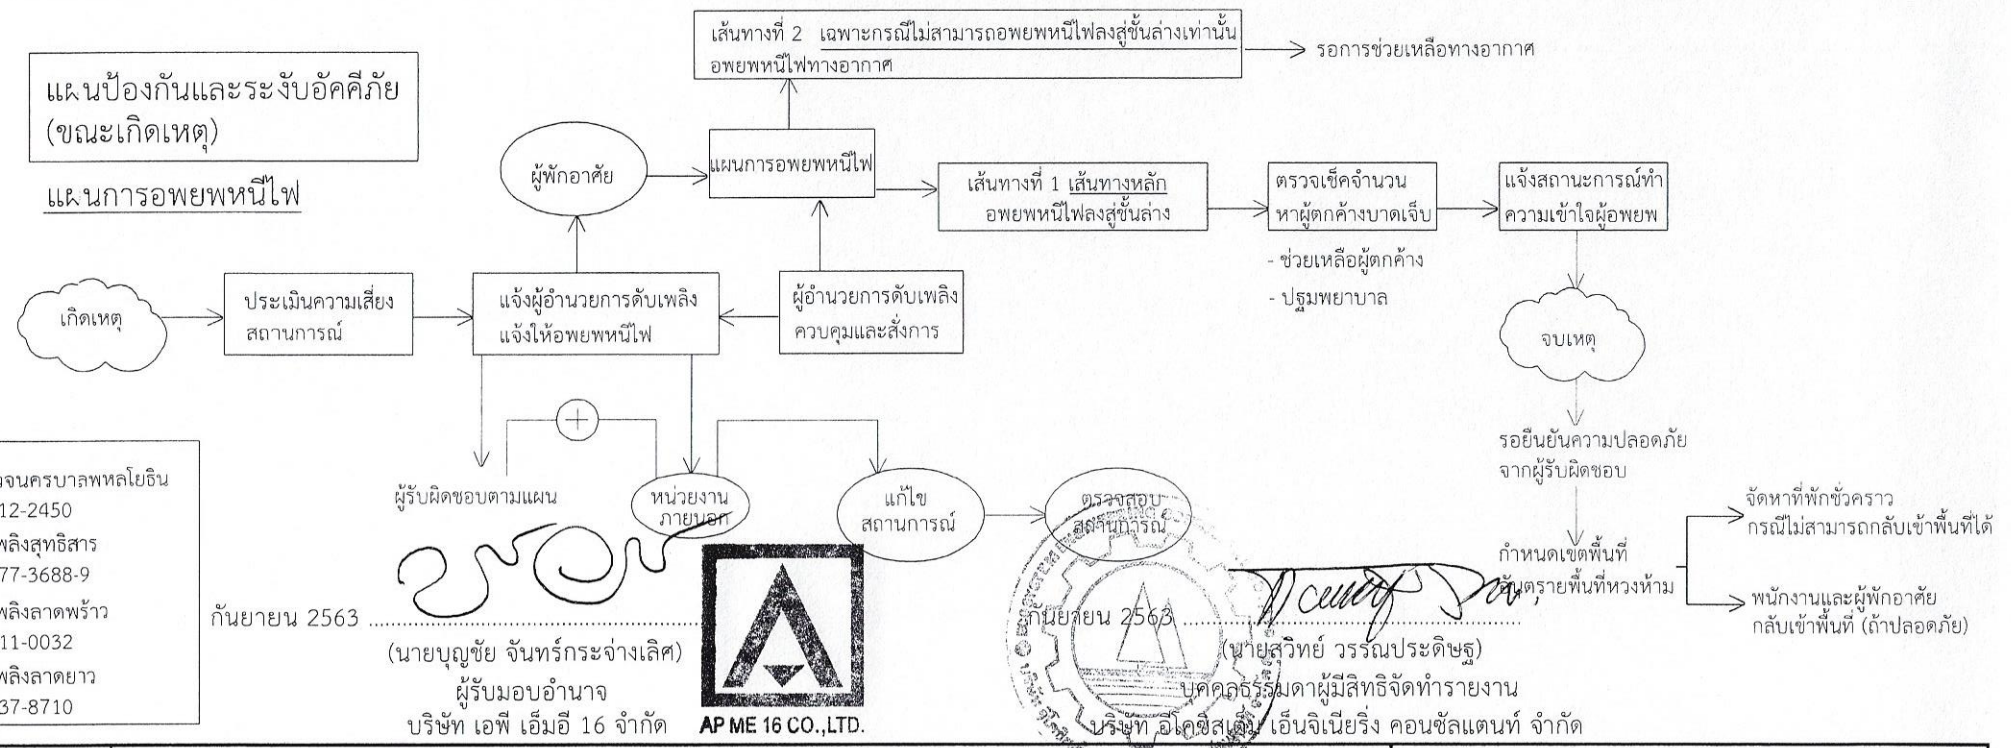 แผนป้องกันและระงับอัคคีภัย
(ขณะเกิดเหตุ)
แผนการอพยพหนีไฟ
เส้นทางที่ 2 เฉพาะกรณีไม่สามารถอพยพหนีไฟลงสู่ชั้นล่างเท่านั้น
อพยพหนีไฟทางอากาศ
รอการช่วยเหลือทางอากาศ
ผู้พักอาศัย
แผนการอพยพหนีไฟ
เส้นทางที่ 1 เส้นทางหลัก
อพยพหนีไฟลงสู่ชั้นล่าง
ตรวจเช็คจำนวน
หาผู้ตกค้างบาดเจ็บ
- ช่วยเหลือผู้ตกค้าง
- ปฐมพยาบาล
แจ้งสถานะการณ์ทำ
ความเข้าใจผู้อพยพ
เกิดเหตุ
ประเมินความเสี่ยง
สถานการณ์
แจ้งผู้อำนวยการดับเพลิง
แจ้งให้อพยพหนีไฟ
ผู้อำนวยการดับเพลิง
ควบคุมและสั่งการ
จบเหตุ
ผู้รับผิดชอบตามแผน
+
หน่วยงาน
ภายนอก
แก้ไข
สถานการณ์
ตรวจสอบ
สถานการณ์
รอยืนยันความปลอดภัย
จากผู้รับผิดชอบ
กำหนดเขตพื้นที่
อันตรายพื้นที่หวงห้าม
จัดหาที่พักชั่วคราว
กรณีไม่สามารถกลับเข้าพื้นที่ได้
พนักงานและผู้พักอาศัย
กลับเข้าพื้นที่ (ถ้าปลอดภัย)
วจนครบาลพหลโยธิน
12-2450
พลิงสุทธิสาร
77-3688-9
พลิงลาดพร้าว
11-0032
พลิงลาดยาว
37-8710
กันยายน 2563
(นายบุญชัย จันทร์กระจ่างเลิศ)
ผู้รับมอบอำนาจ
บริษัท เอพี เอ็มอี 16 จำกัด
AP ME 16 CO.,LTD.
กันยายน 2563
(นายสุวิทย์ วรรณประดิษฐ)
บุคคลธรรมดาผู้มีสิทธิจัดทำรายงาน
บริษัท อีโคซิสเต็ม เอ็นจิเนียริ่ง คอนซัลแตนท์ จำกัด